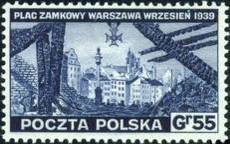 PLAC ZAMKOWY WARSZAWA WRZESIEŃ 1939
POCZTA POLSKA Gr 55